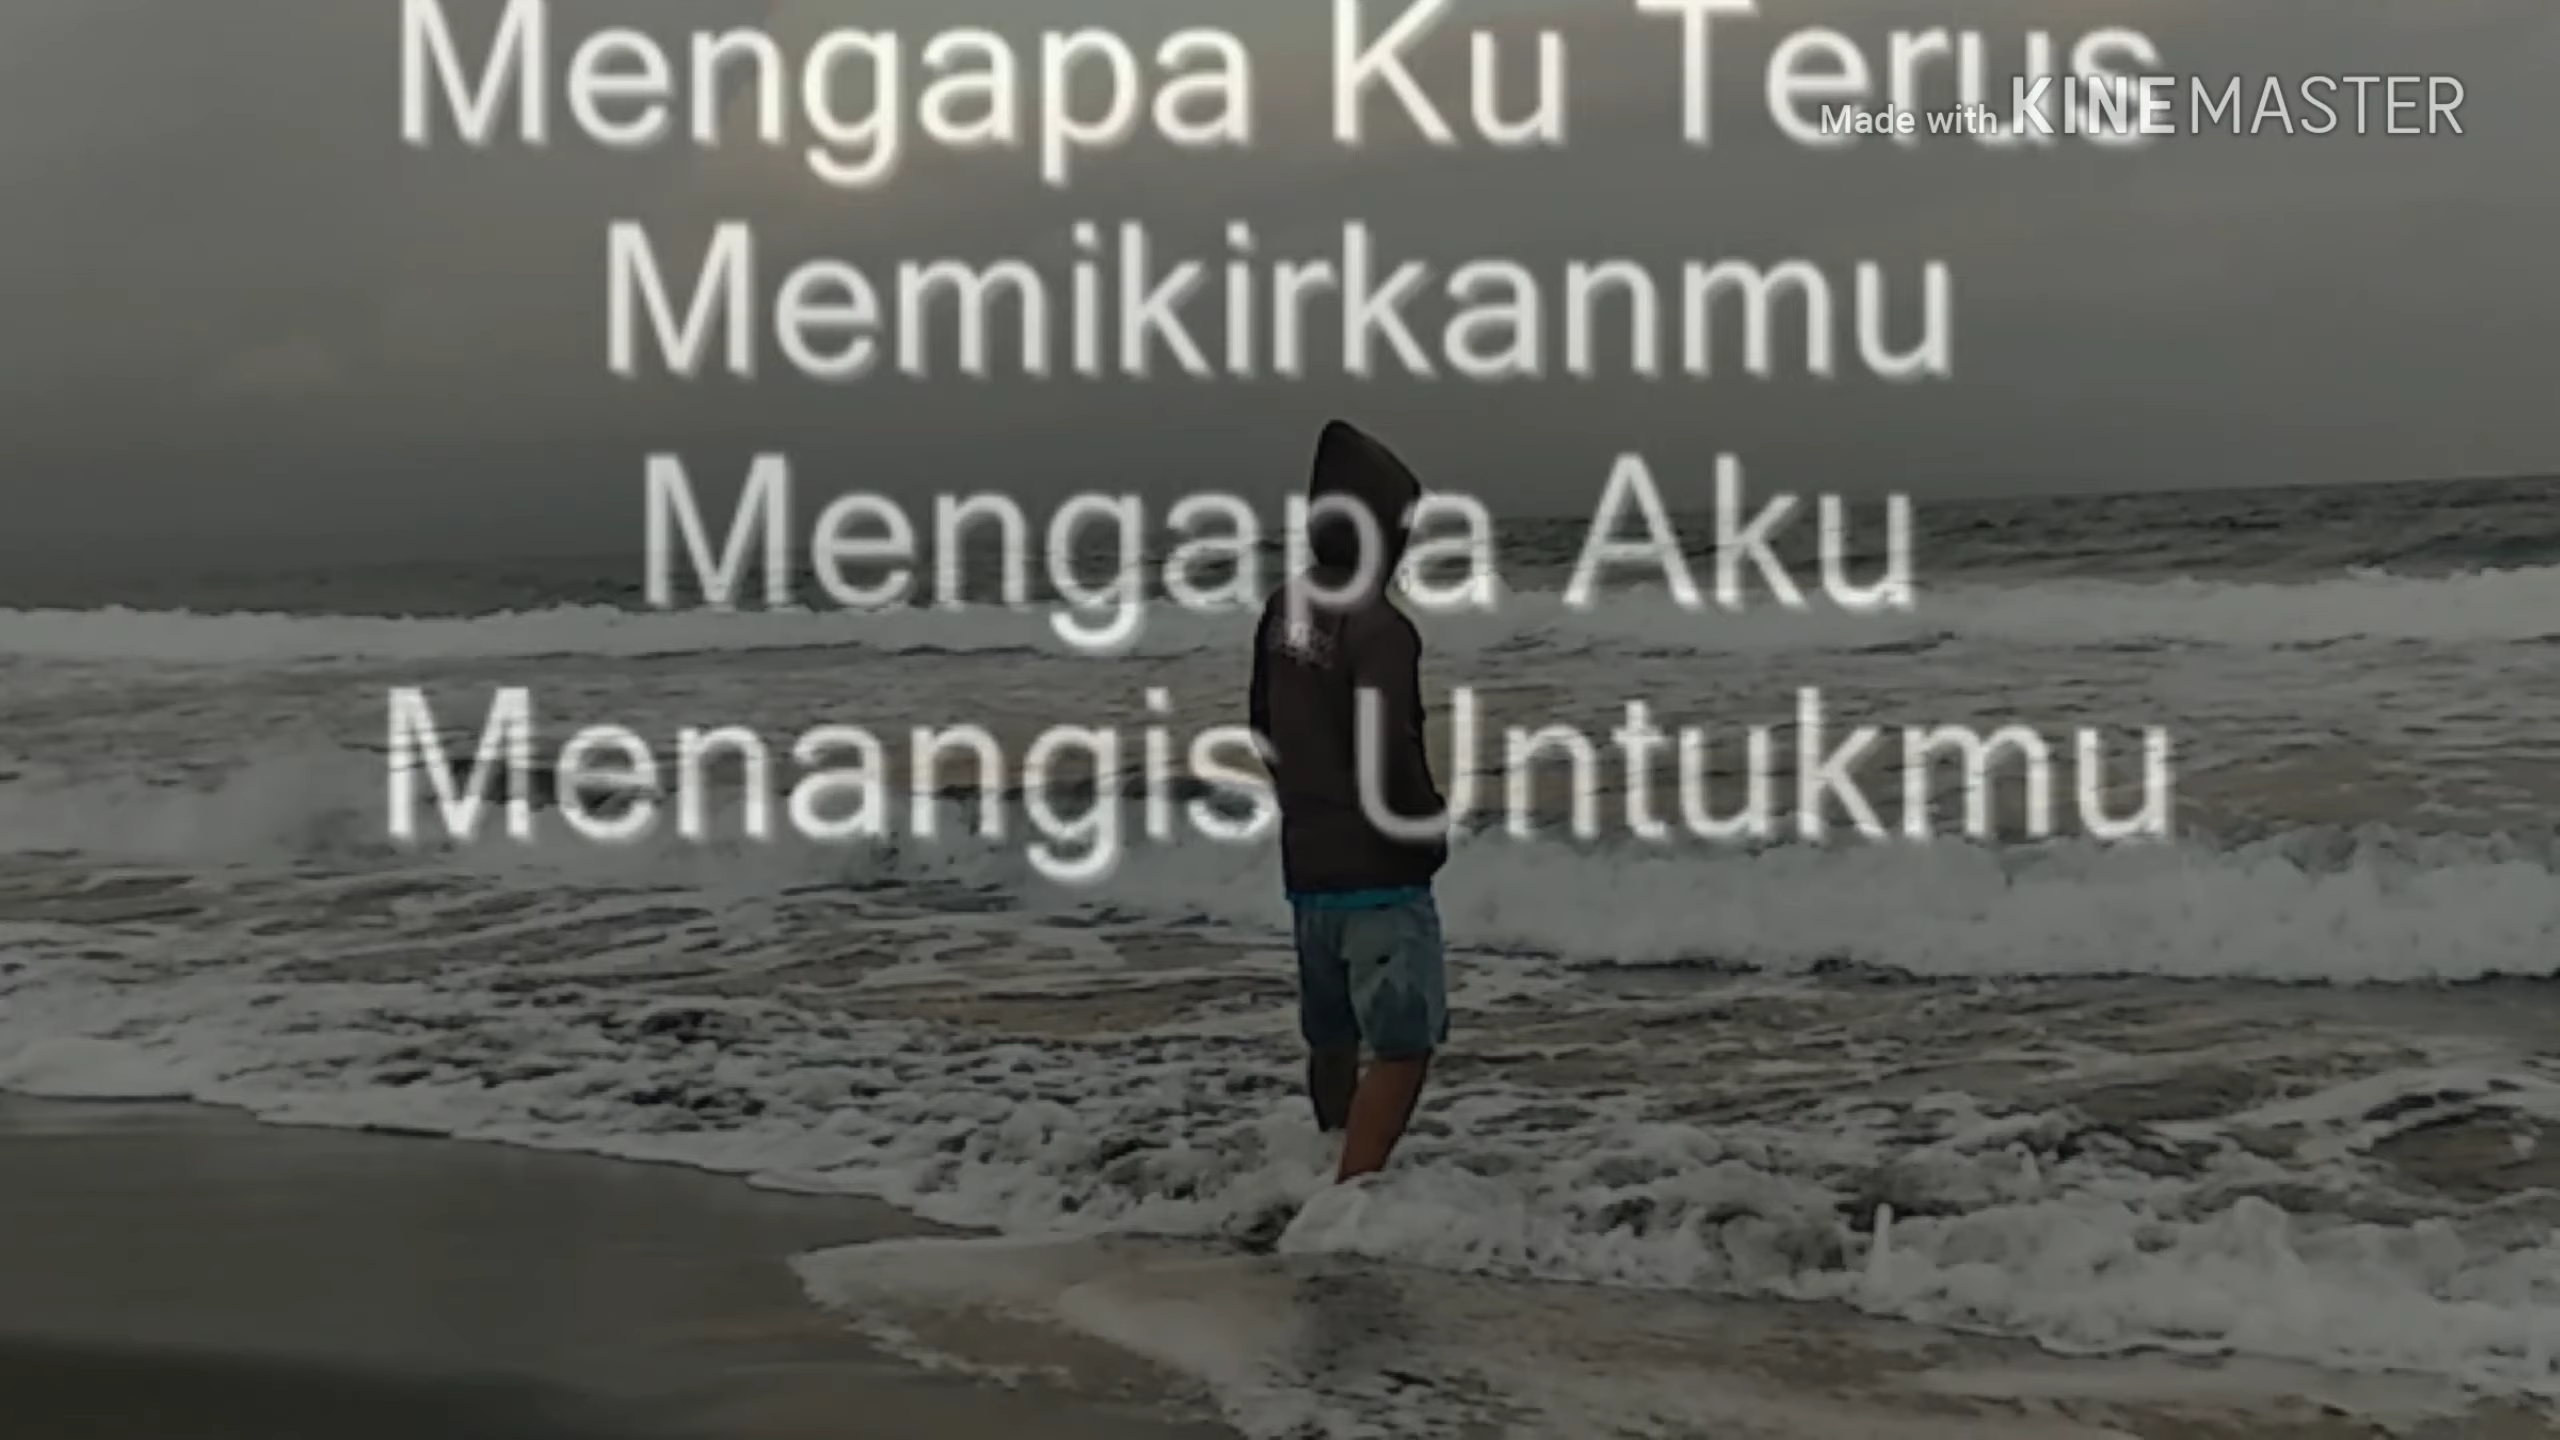 Mengapa Ku Terus
Made with KINEMASTER
Memikirkanmu
Mengapa Aku
Menangis Untukmu